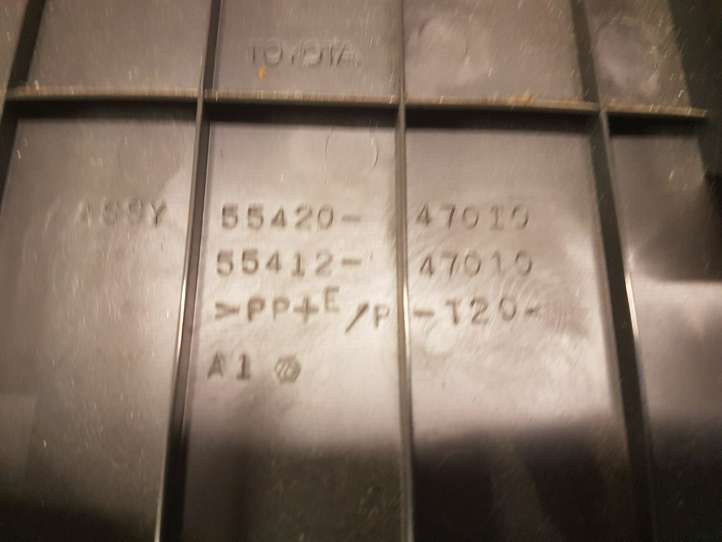 TOYOTA
ASSY 55420-47010
55412-47010
>PP+E/P-T20-
A1